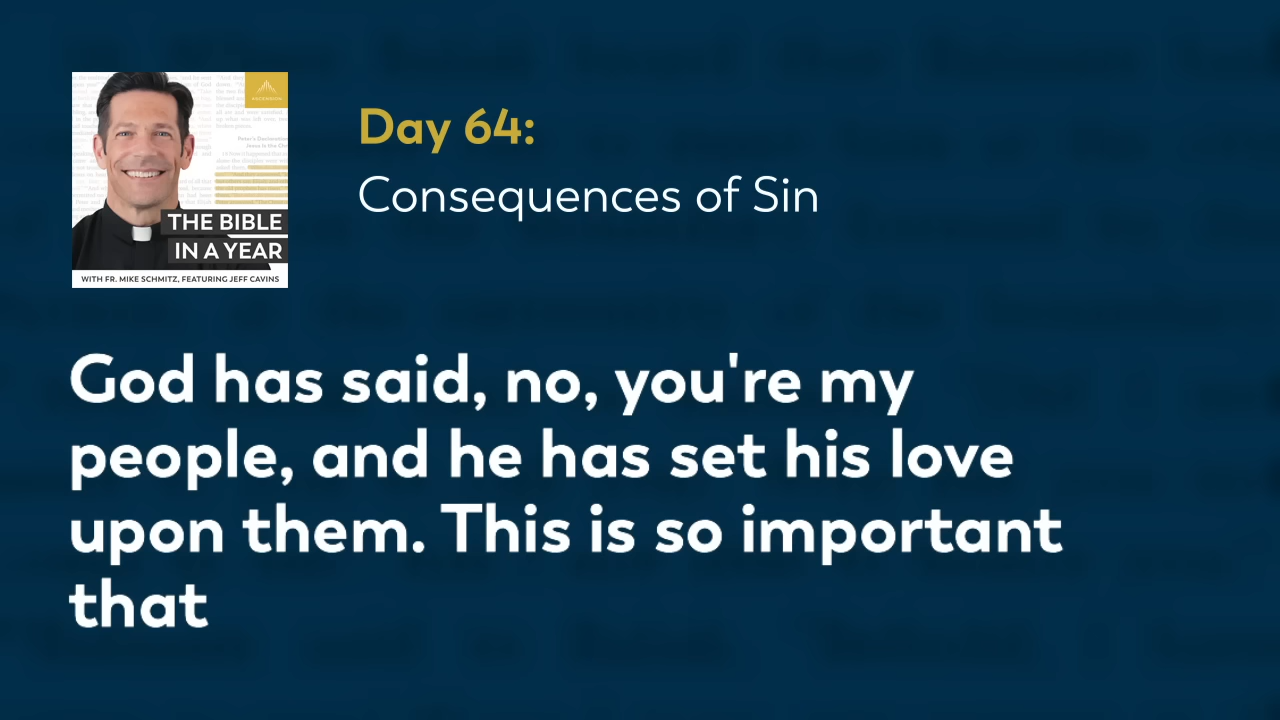 Day 64:
Consequences of Sin
ASCENSION
THE BIBLE
IN A YEAR
WITH FR. MIKE SCHMITZ, FEATURING JEFF CAVINS
God has said, no, you're my
people, and he has set his love
upon them. This is so important
that